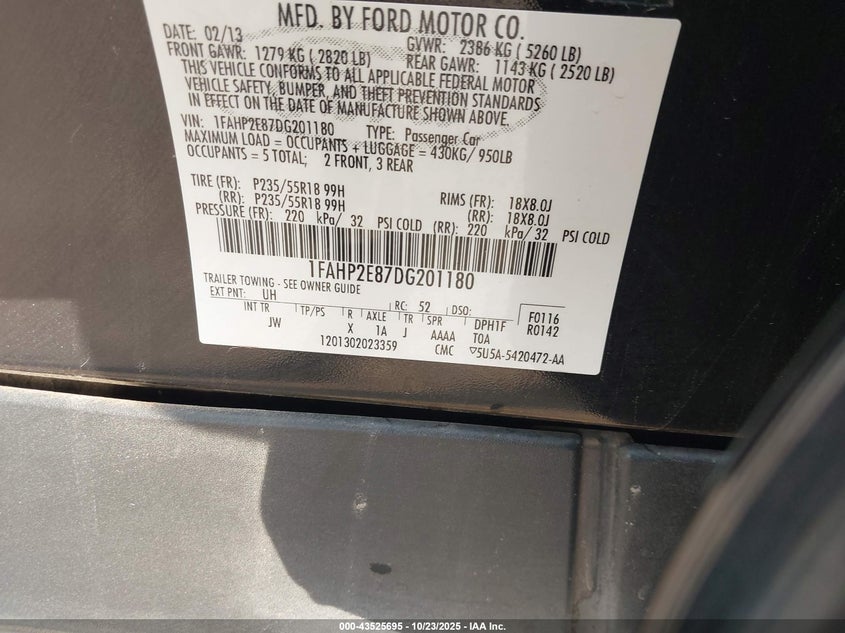 MFD. BY FORD MOTOR CO.
DATE: 02/13 GVWR: 2386 KG ( 5260 LB)
FRONT GAWR: 1279 KG ( 2820 LB) REAR GAWR: 1143 KG ( 2520 LB)
THIS VEHICLE CONFORMS TO ALL APPLICABLE FEDERAL MOTOR
VEHICLE SAFETY, BUMPER, AND THEFT PREVENTION STANDARDS
IN EFFECT ON THE DATE OF MANUFACTURE SHOWN ABOVE.
VIN: 1FAHP2E87DG201180 TYPE: Passenger Car
MAXIMUM LOAD = OCCUPANTS + LUGGAGE = 430KG/ 950LB
OCCUPANTS = 5 TOTAL; 2 FRONT, 3 REAR
TIRE (FR): P235/55R18 99H RIMS (FR): 18X8.0J
(RR): P235/55R18 99H (RR): 18X8.0J
PRESSURE (FR): 220 kPa/ 32 PSI COLD (RR): 220 kPa/ 32 PSI COLD
1FAHP2E87DG201180
TRAILER TOWING - SEE OWNER GUIDE
EXT PNT: UH RC: 52 DSO: F0116
R0142
INT TR TP/PS R AXLE TR SPR DPH1F
JW X 1A J AAAA TOA
1201302023359 CMC ▽5U5A-5420472-AA
000-43525695 - 10/23/2025 - IAA Inc.